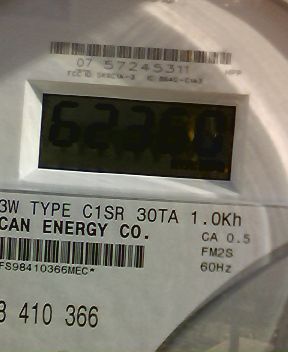 07 57245311
62360
3W TYPE C1SR 30TA 1.0Kh
CAN ENERGY CO.
CA 0.5
FM2S
60Hz
FS98410366MEC*
8 410 366